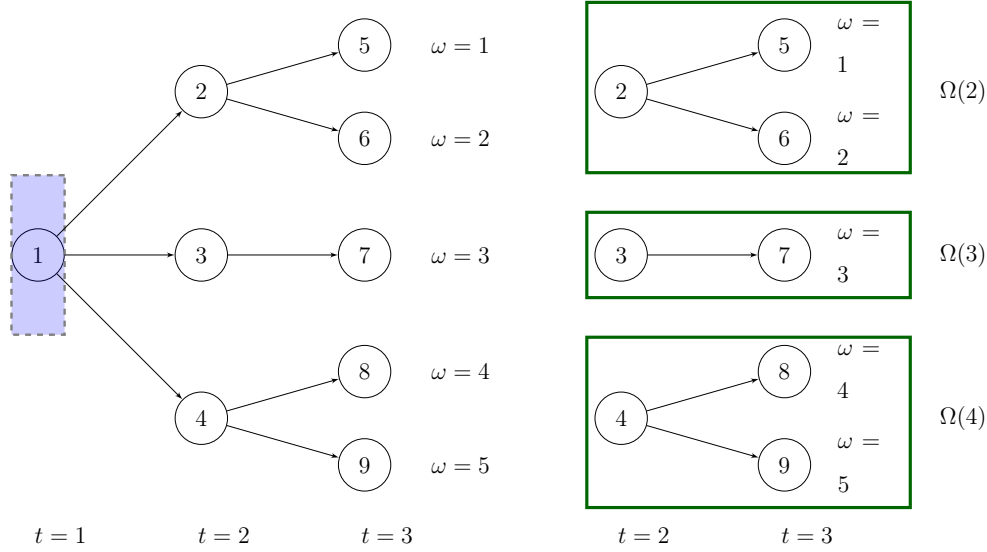 5
ω = 1
2
6
ω = 2
1
3
7
ω = 3
8
ω = 4
4
9
ω = 5
t = 1
t = 2
t = 3
5
ω =
1
2
Ω(2)
6
ω =
2
3
7
ω =
3
Ω(3)
8
ω =
4
4
Ω(4)
9
ω =
5
t = 2
t = 3